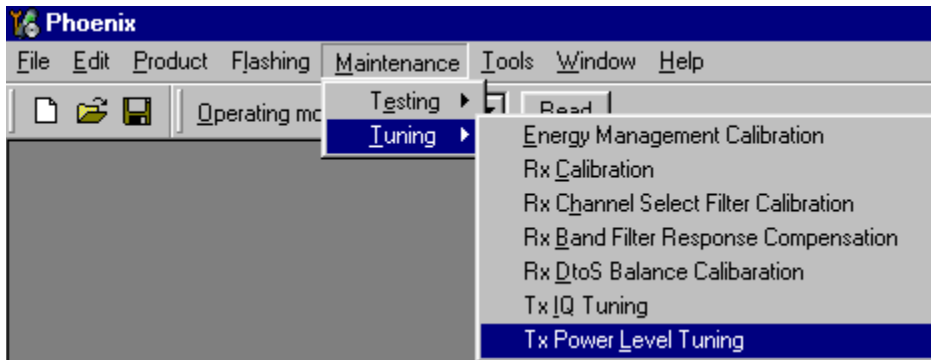 Phoenix
File Edit Product Flashing Maintenance Tools Window Help
Operating mo Testing Read
Tuning
Energy Management Calibration
Rx Calibration
Rx Channel Select Filter Calibration
Rx Band Filter Response Compensation
Rx DtoS Balance Calibaration
Tx IQ Tuning
Tx Power Level Tuning